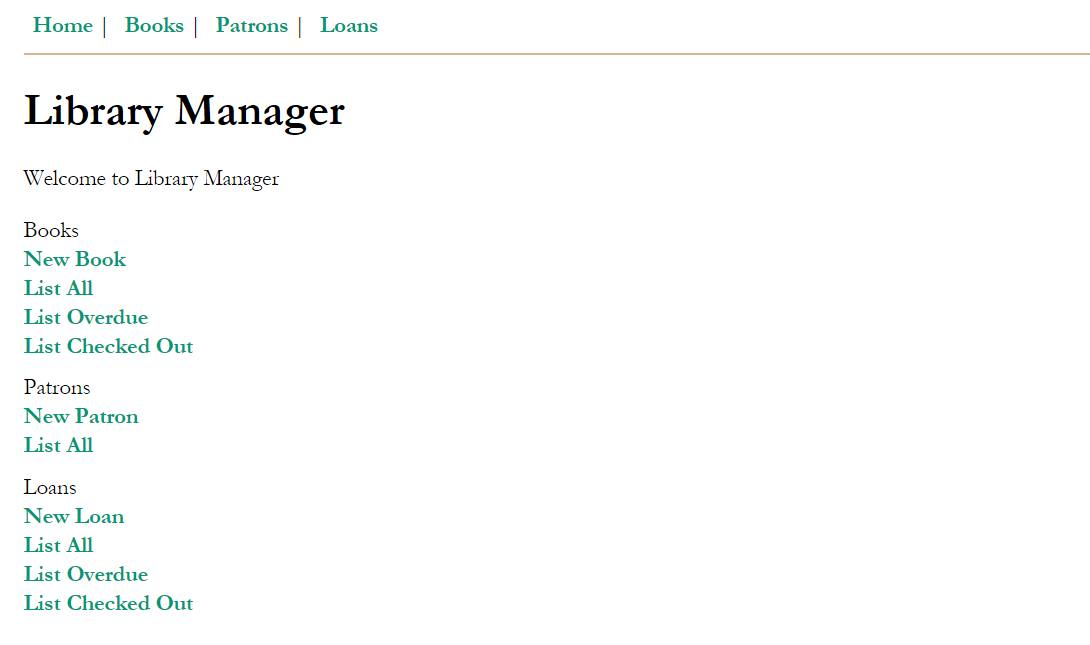 Home | Books | Patrons | Loans
Library Manager
Welcome to Library Manager
Books
New Book
List All
List Overdue
List Checked Out
Patrons
New Patron
List All
Loans
New Loan
List All
List Overdue
List Checked Out